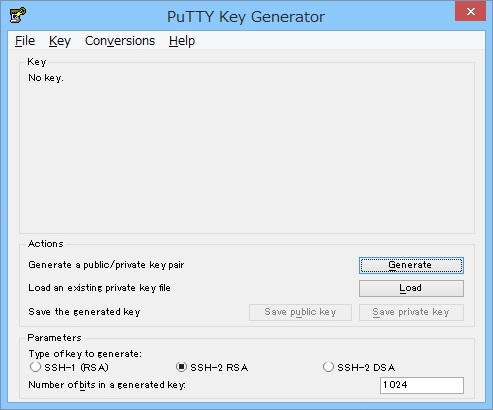 PuTTY Key Generator
File Key Conversions Help
Key
No key.
Actions
Generate a public/private key pair
Generate
Load an existing private key file
Load
Save the generated key
Save public key
Save private key
Parameters
Type of key to generate:
SSH-1 (RSA)
SSH-2 RSA
SSH-2 DSA
Number of bits in a generated key:
1024